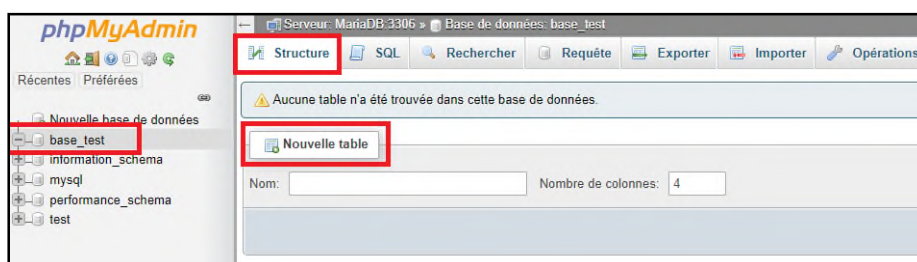 phpMyAdmin
Récentes Préférées
Nouvelle base de données
base_test
information_schema
mysql
performance_schema
test
Serveur: MariaDB:3306 » Base de données: base_test
Structure SQL Rechercher Requête Exporter Importer Opérations
Aucune table n'a été trouvée dans cette base de données.
Nouvelle table
Nom: Nombre de colonnes: 4